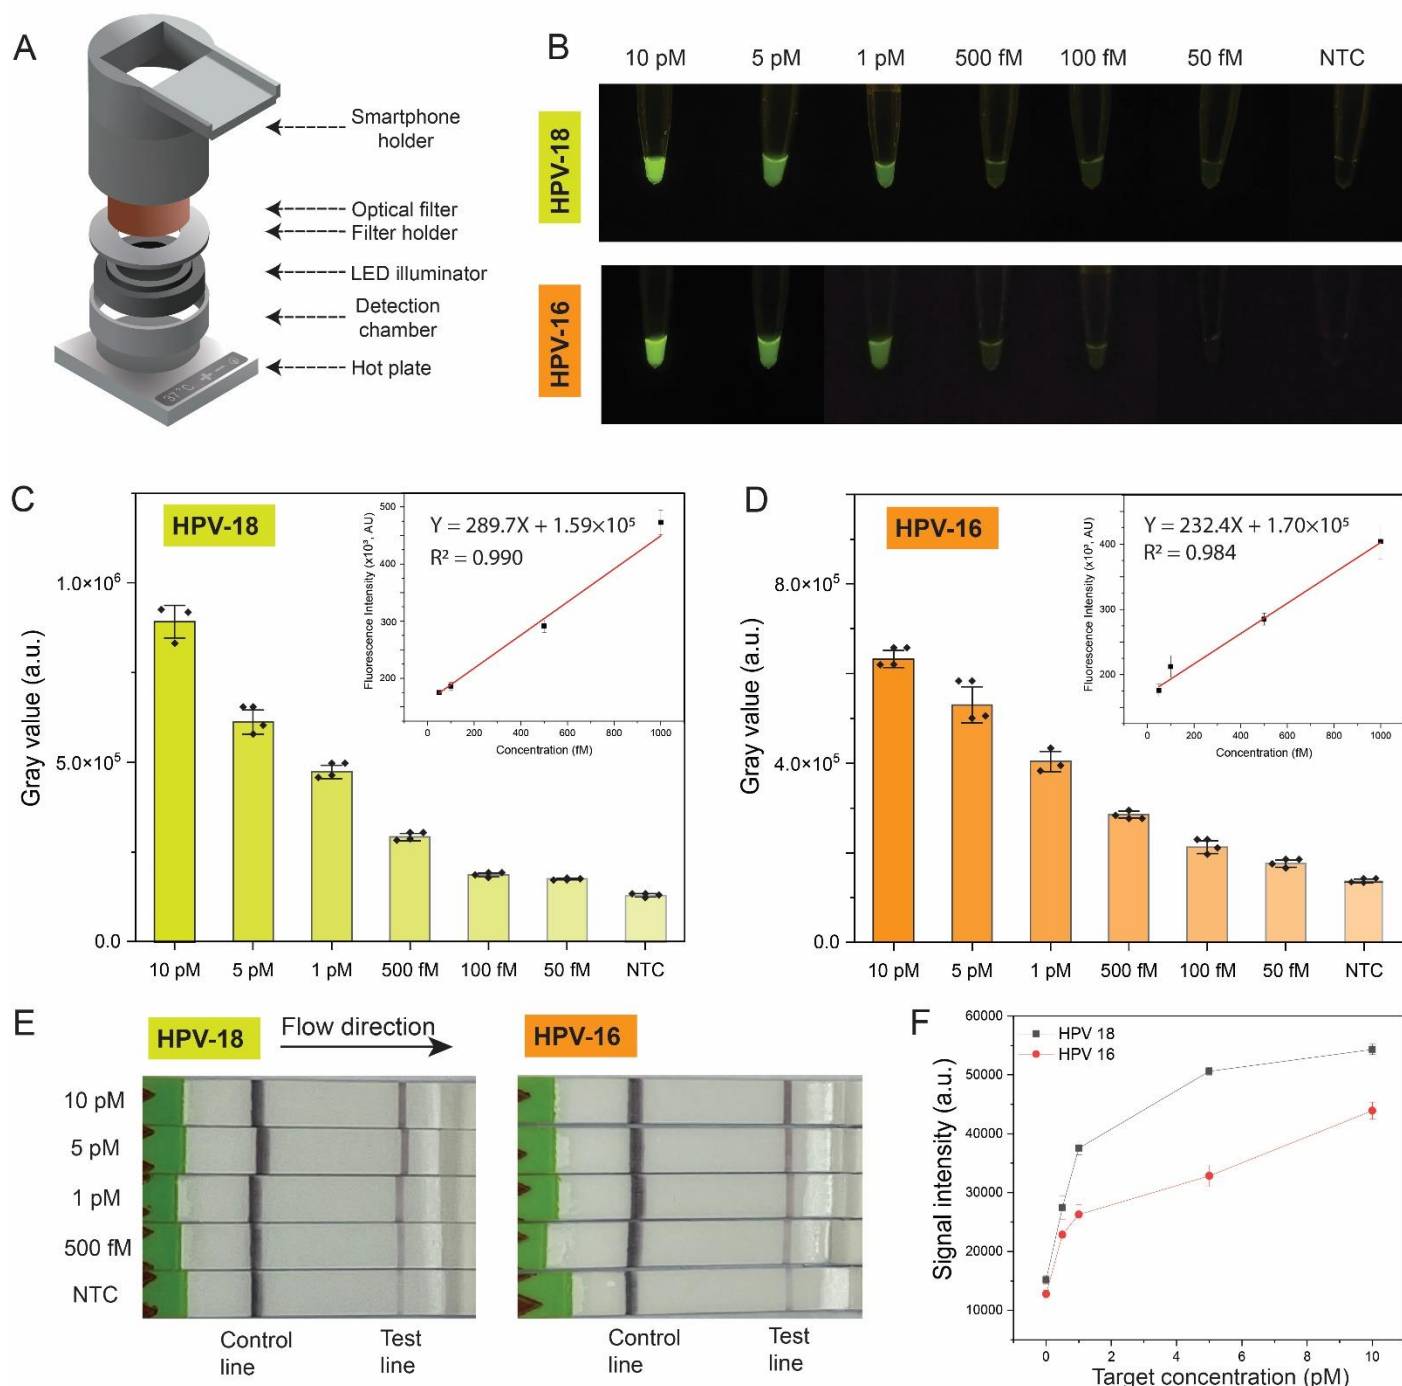 A
Smartphone
holder
Optical filter
Filter holder
LED illuminator
Detection
chamber
Hot plate
37°C + −
B
10 pM 5 pM 1 pM 500 fM 100 fM 50 fM NTC
HPV-18
HPV-16
C
HPV-18
Gray value (a.u.)
1.0×10⁶
5.0×10⁵
0.0
10 pM 5 pM 1 pM 500 fM 100 fM 50 fM NTC
Y = 289.7X + 1.59×10⁵
R² = 0.990
Fluorescence Intensity (x10³, AU)
500
400
300
200
100
0 200 400 600 800 1000
Concentration (fM)
D
HPV-16
Gray value (a.u.)
8.0×10⁵
4.0×10⁵
0.0
10 pM 5 pM 1 pM 500 fM 100 fM 50 fM NTC
Y = 232.4X + 1.70×10⁵
R² = 0.984
Fluorescence Intensity (x10³, AU)
400
300
200
100
0 200 400 600 800 1000
Concentration (fM)
E
HPV-18
Flow direction
HPV-16
10 pM
5 pM
1 pM
500 fM
NTC
Control
line
Test
line
Control
line
Test
line
F
HPV 18
HPV 16
Signal intensity (a.u.)
60000
50000
40000
30000
20000
10000
0 2 4 6 8 10
Target concentration (pM)